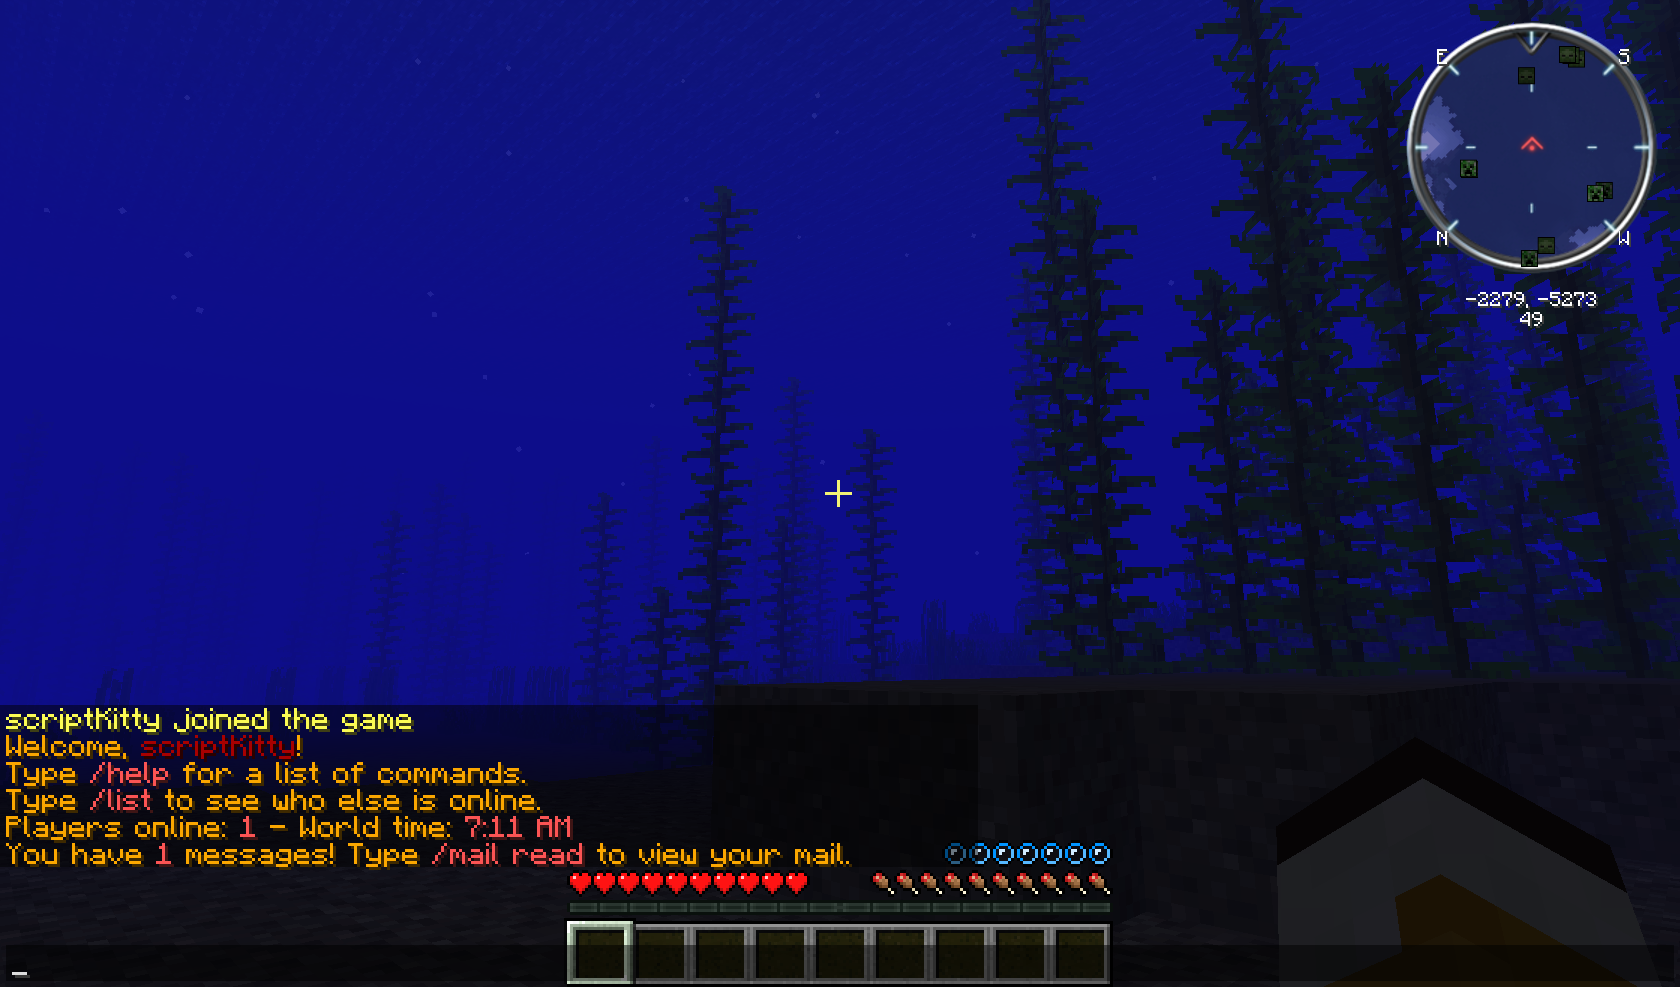 E
S
N
W
-2279, -5273
49
scriptKitty joined the game
Welcome, scriptKitty!
Type /help for a list of commands.
Type /list to see who else is online.
Players online: 1 - World time: 7:11 AM
You have 1 messages! Type /mail read to view your mail.
_